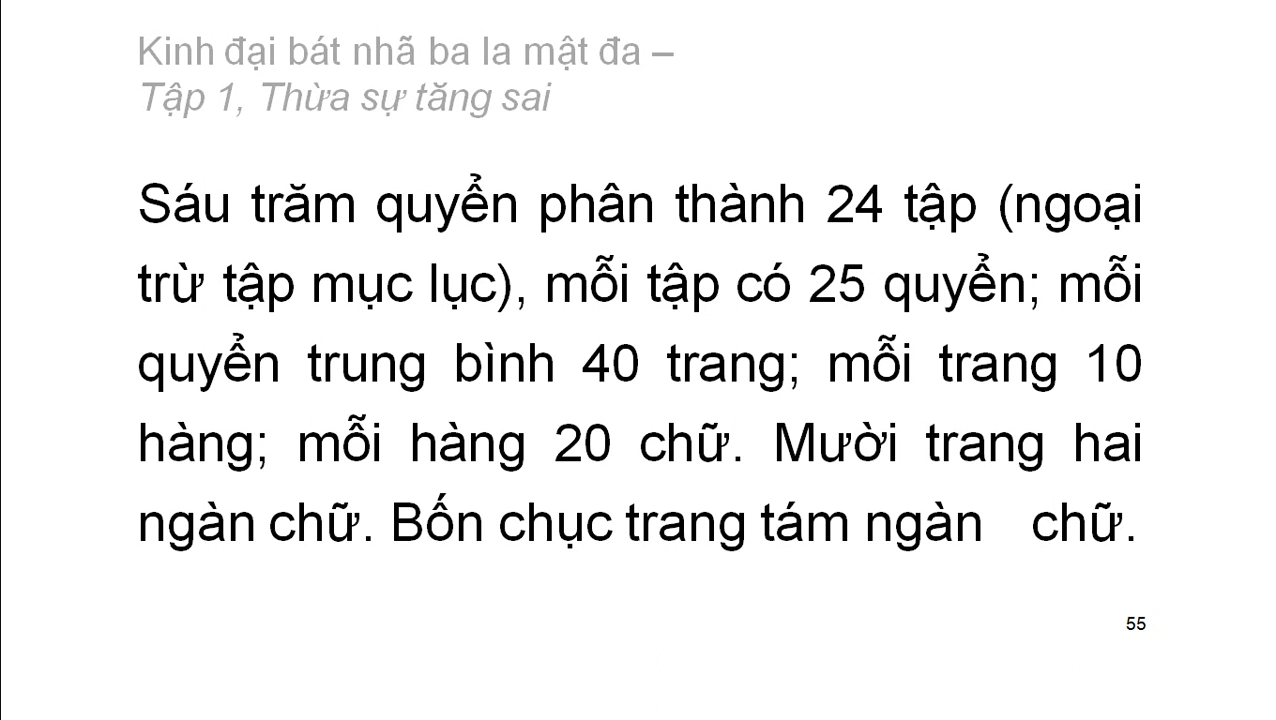 Kinh đại bát nhã ba la mật đa –
Tập 1, Thừa sự tăng sai
Sáu trăm quyển phân thành 24 tập (ngoại
trừ tập mục lục), mỗi tập có 25 quyển; mỗi
quyển trung bình 40 trang; mỗi trang 10
hàng; mỗi hàng 20 chữ. Mười trang hai
ngàn chữ. Bốn chục trang tám ngàn chữ.
55